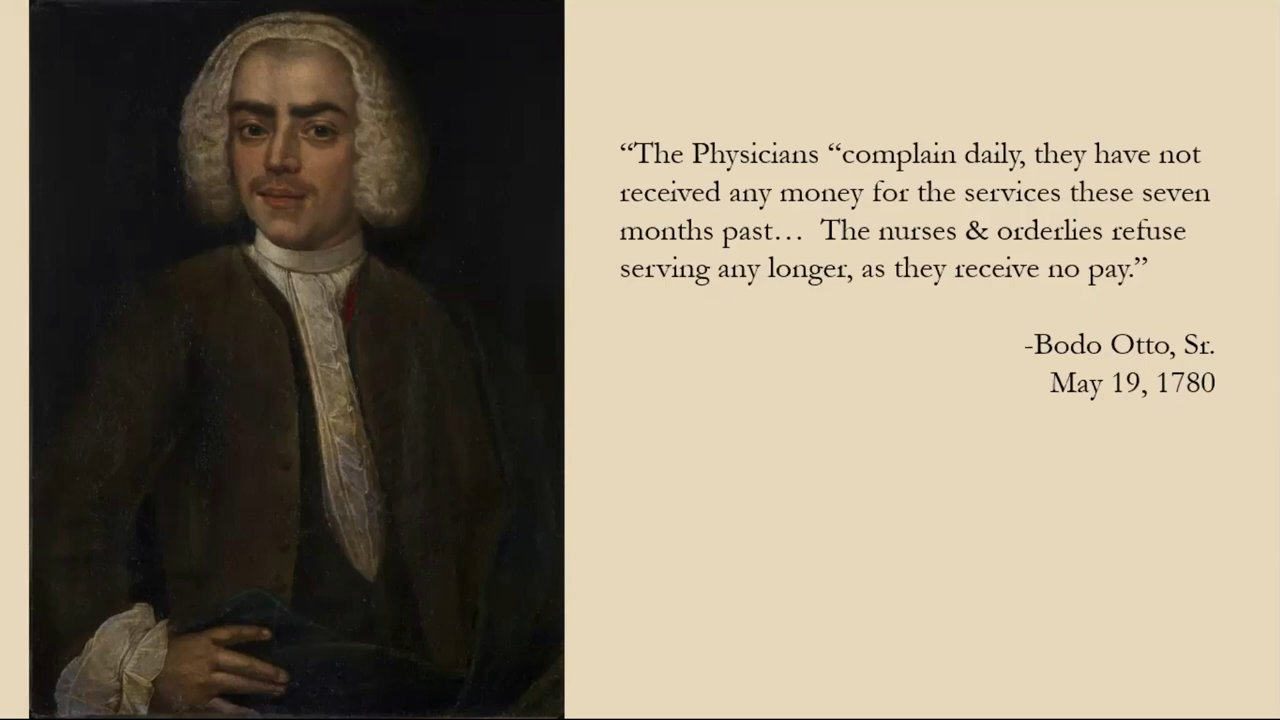 “The Physicians “complain daily, they have not
received any money for the services these seven
months past…  The nurses & orderlies refuse
serving any longer, as they receive no pay.”
-Bodo Otto, Sr.
May 19, 1780